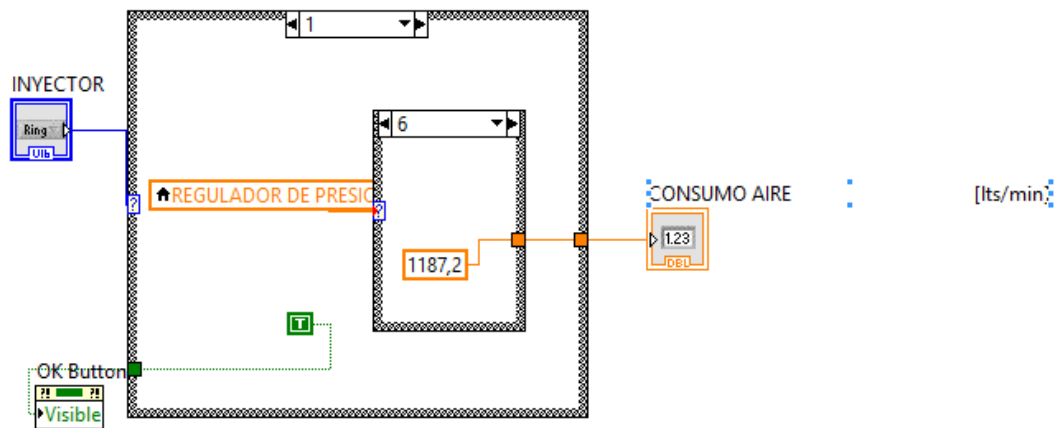 1
INYECTOR
Ring
U16
6
REGULADOR DE PRESIC
?
?
CONSUMO AIRE [lts/min]
1.23
DBL
1187,2
T
OK Button
?! ?!
Visible